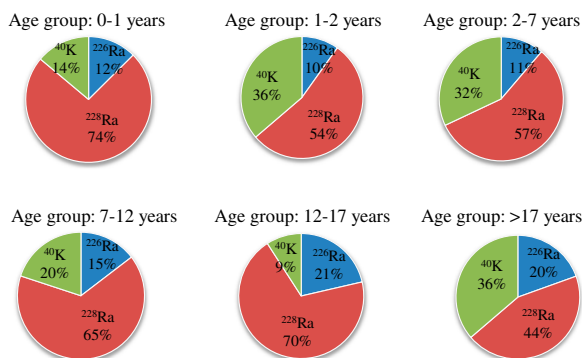 Age group: 0-1 years
⁴⁰K
14%
²²⁶Ra
12%
²²⁸Ra
74%
Age group: 1-2 years
⁴⁰K
36%
²²⁶Ra
10%
²²⁸Ra
54%
Age group: 2-7 years
⁴⁰K
32%
²²⁶Ra
11%
²²⁸Ra
57%
Age group: 7-12 years
⁴⁰K
20%
²²⁶Ra
15%
²²⁸Ra
65%
Age group: 12-17 years
⁴⁰K
9%
²²⁶Ra
21%
²²⁸Ra
70%
Age group: >17 years
⁴⁰K
36%
²²⁶Ra
20%
²²⁸Ra
44%